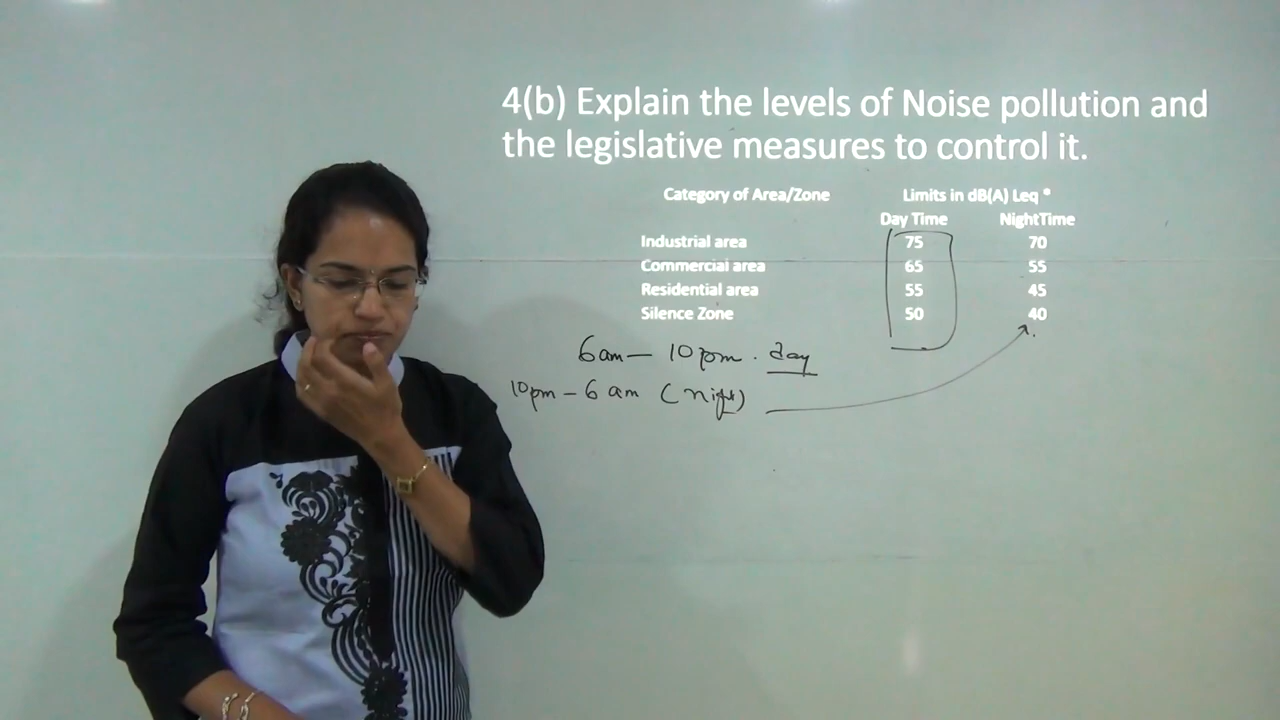 4(b) Explain the levels of Noise pollution and
the legislative measures to control it.
Category of Area/Zone Limits in dB(A) Leq *
Day Time NightTime
Industrial area 75 70
Commercial area 65 55
Residential area 55 45
Silence Zone 50 40
6am – 10pm . day
10pm – 6 am (night)